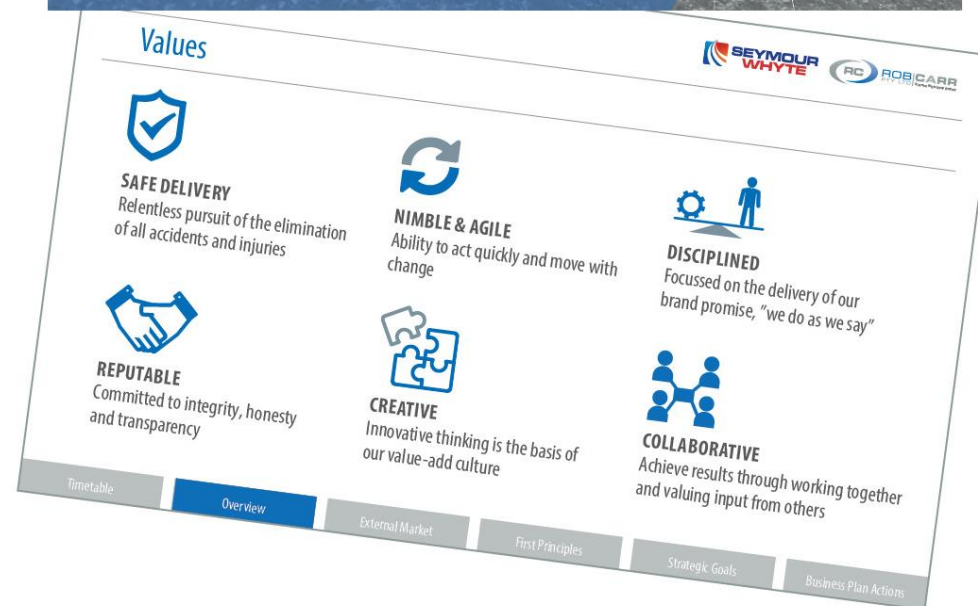 Values
SEYMOUR
WHYTE
RC
ROB CARR
PTY LTD
SAFE DELIVERY
Relentless pursuit of the elimination
of all accidents and injuries
NIMBLE & AGILE
Ability to act quickly and move with
change
DISCIPLINED
Focussed on the delivery of our
brand promise, "we do as we say"
REPUTABLE
Committed to integrity, honesty
and transparency
CREATIVE
Innovative thinking is the basis of
our value-add culture
COLLABORATIVE
Achieve results through working together
and valuing input from others
Timetable
Overview
External Market
First Principles
Strategic Goals
Business Plan Actions